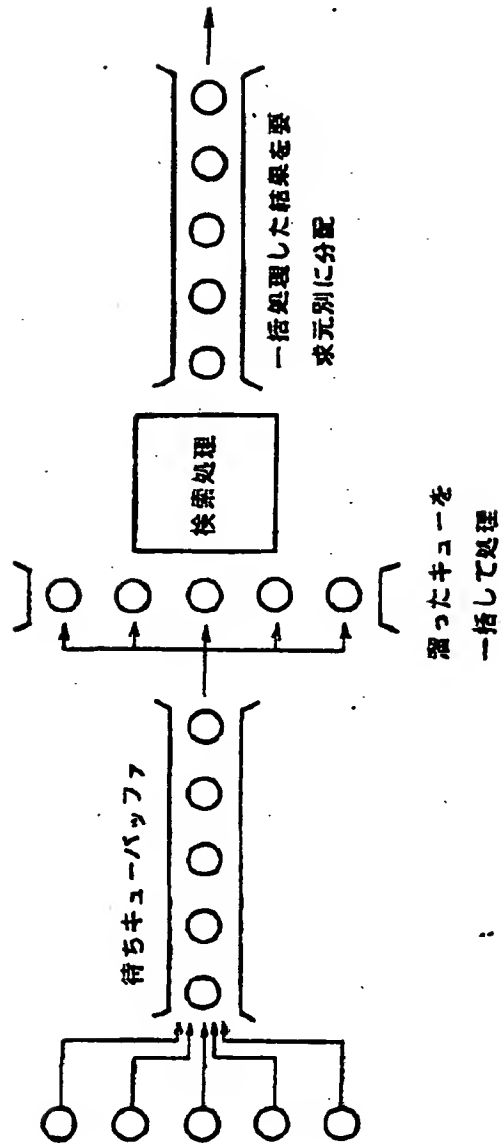 待ちキューバッファ
溜ったキューを
一括して処理
検索処理
一括処理した結果を要
求元別に分配